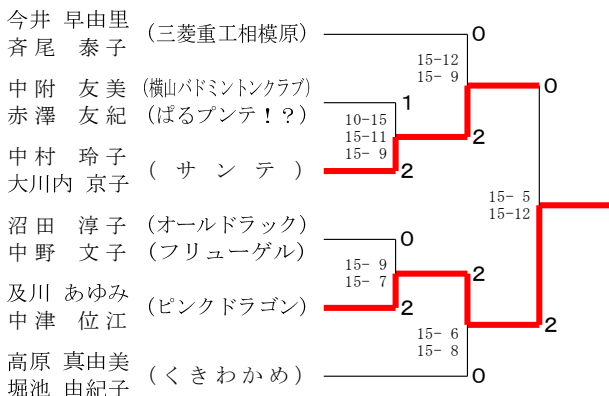 今井 早由里 (三菱重工相模原)
斉尾 泰子
0
15-12
15- 9
0
中附 友美 (横山バドミントンクラブ)
赤澤 友紀 (ぱるプンテ！？)
1
10-15
15-11
15- 9
2
中村 玲子 (サンテ)
大川内 京子
2
15- 5
15-12
沼田 淳子 (オールドラック)
中野 文子 (フリューゲル)
0
15- 9
15- 7
2
及川 あゆみ (ピンクドラゴン)
中津 位江
2
2
15- 6
15- 8
高原 真由美 (くきわかめ)
堀池 由紀子
0